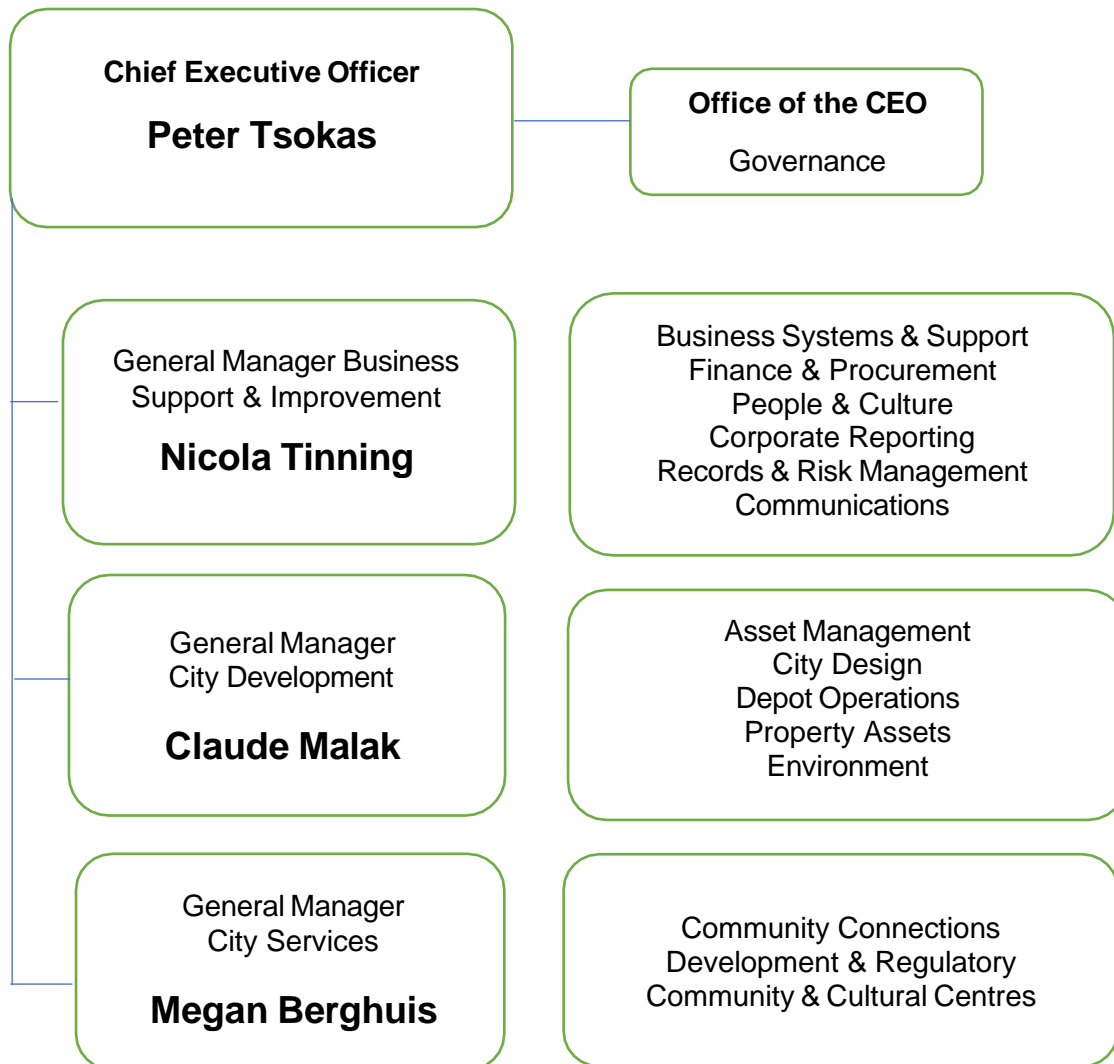 Chief Executive Officer
Peter Tsokas
Office of the CEO
Governance
General Manager Business
Support & Improvement
Nicola Tinning
Business Systems & Support
Finance & Procurement
People & Culture
Corporate Reporting
Records & Risk Management
Communications
General Manager
City Development
Claude Malak
Asset Management
City Design
Depot Operations
Property Assets
Environment
General Manager
City Services
Megan Berghuis
Community Connections
Development & Regulatory
Community & Cultural Centres